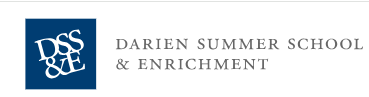 DSS
&E
DARIEN SUMMER SCHOOL
& ENRICHMENT